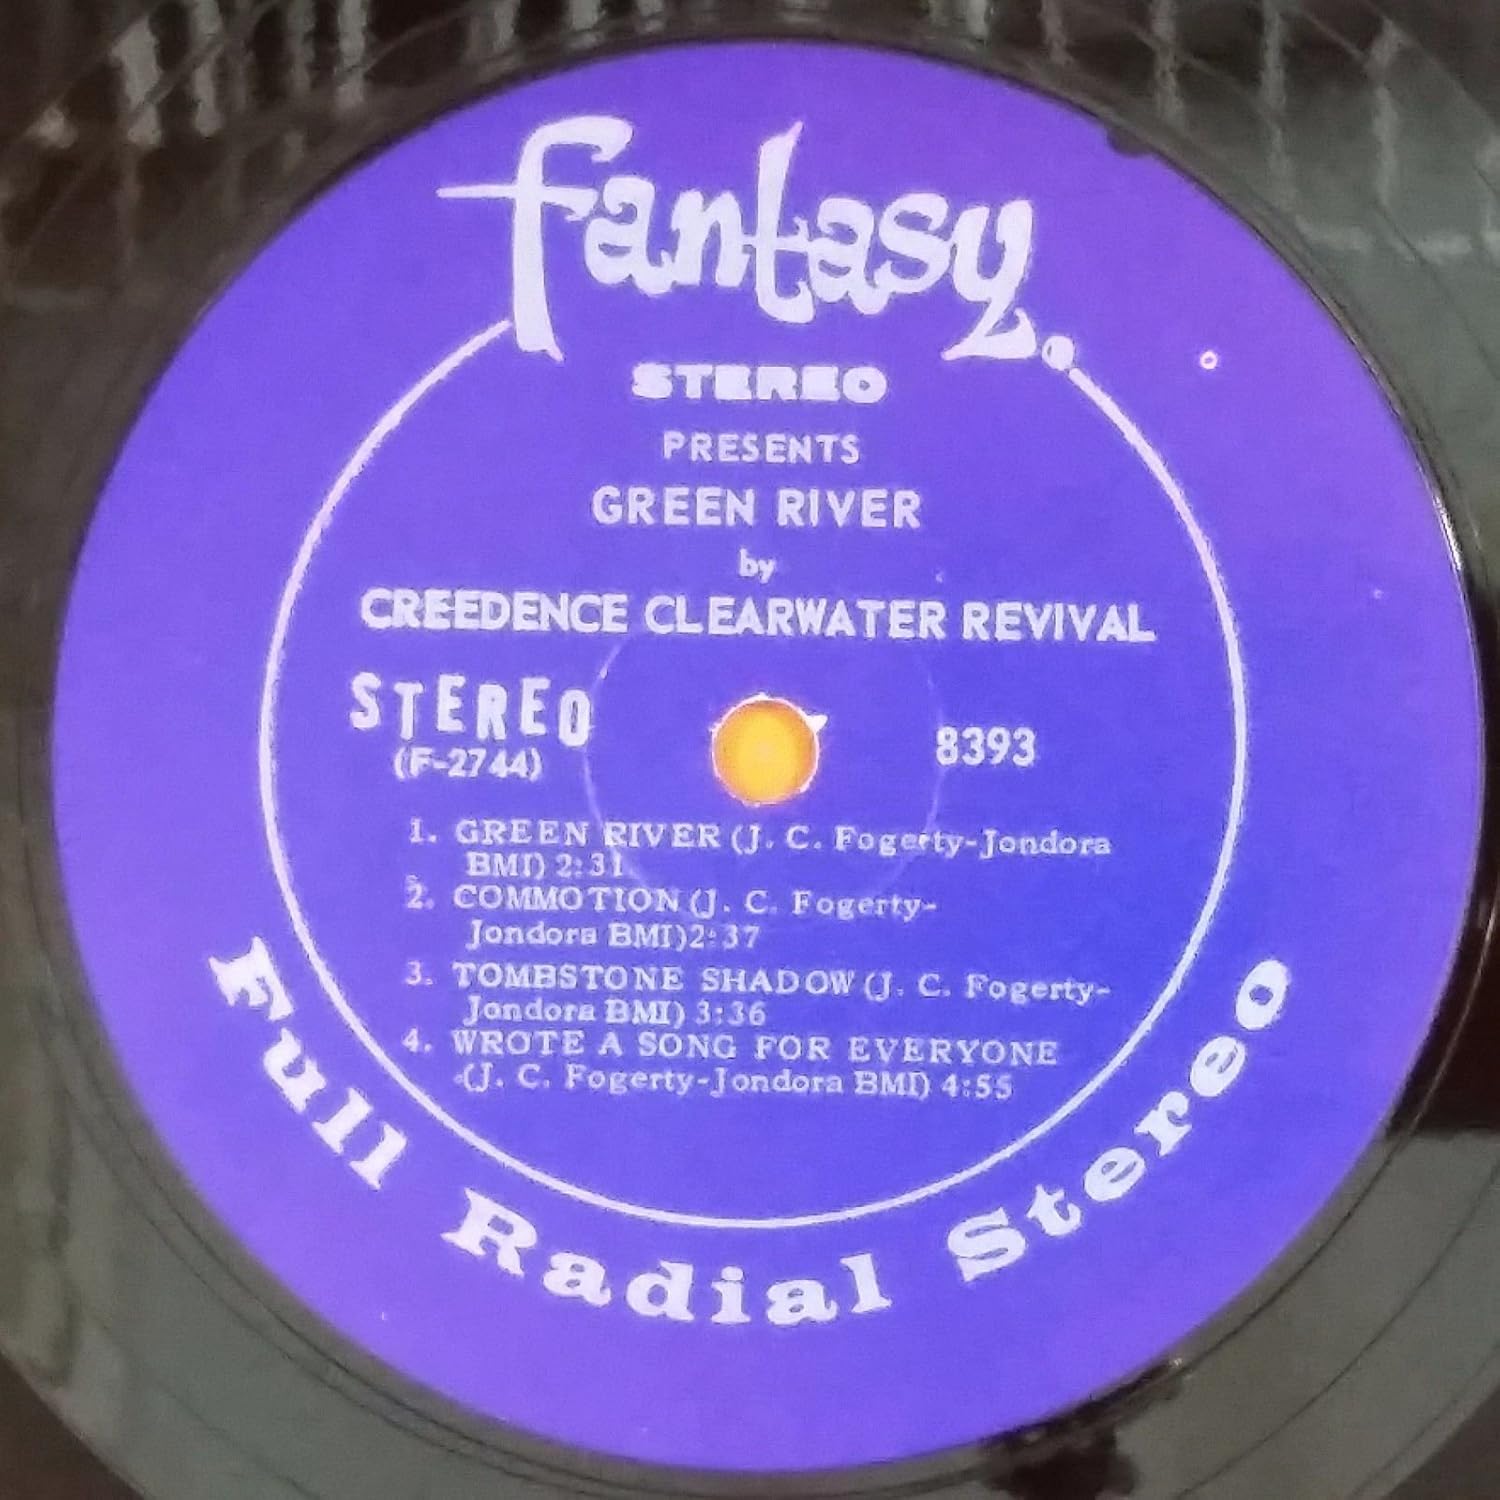 fantasy.
STEREO
PRESENTS
GREEN RIVER
by
CREEDENCE CLEARWATER REVIVAL
STEREO
(F-2744)
8393
1. GREEN RIVER (J. C. Fogerty-Jondora
BMI) 2:31
2. COMMOTION (J. C. Fogerty-
Jondora BMI)2:37
3. TOMBSTONE SHADOW (J. C. Fogerty-
Jondora BMI) 3:36
4. WROTE A SONG FOR EVERYONE
(J. C. Fogerty-Jondora BMI) 4:55
Full Radial Stereo